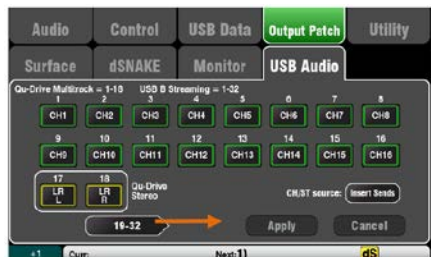 Audio Control USB Data Output Patch Utility
Surface dSNAKE Monitor USB Audio
Qu-Drive Multitrack = 1-18 USB B Streaming = 1-32
1 2 3 4 5 6 7 8
CH1 CH2 CH3 CH4 CH5 CH6 CH7 CH8
9 10 11 12 13 14 15 16
CH9 CH10 CH11 CH12 CH13 CH14 CH15 CH16
17 18
LR L LR R Qu-Drive Stereo CH/ST source: Insert Sends
19-32 Apply Cancel
+1 Curr: Next:1) dS